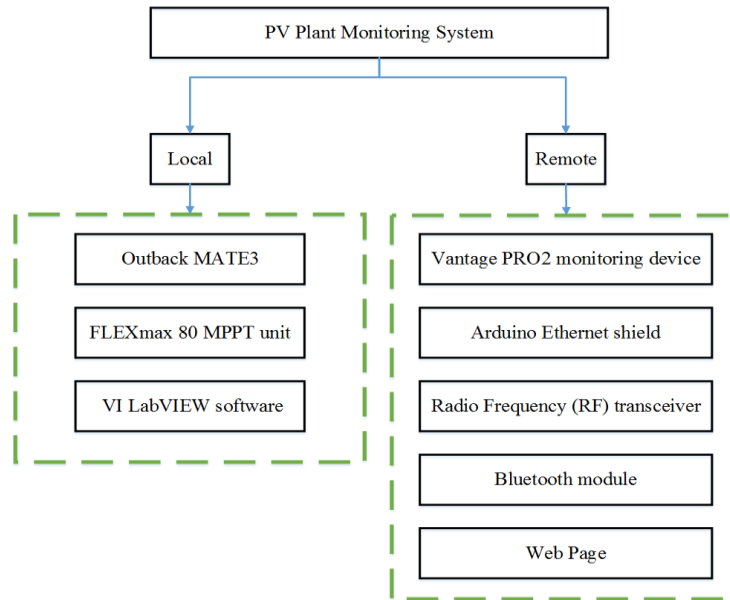 PV Plant Monitoring System
Local
Remote
Outback MATE3
FLEXmax 80 MPPT unit
VI LabVIEW software
Vantage PRO2 monitoring device
Arduino Ethernet shield
Radio Frequency (RF) transceiver
Bluetooth module
Web Page